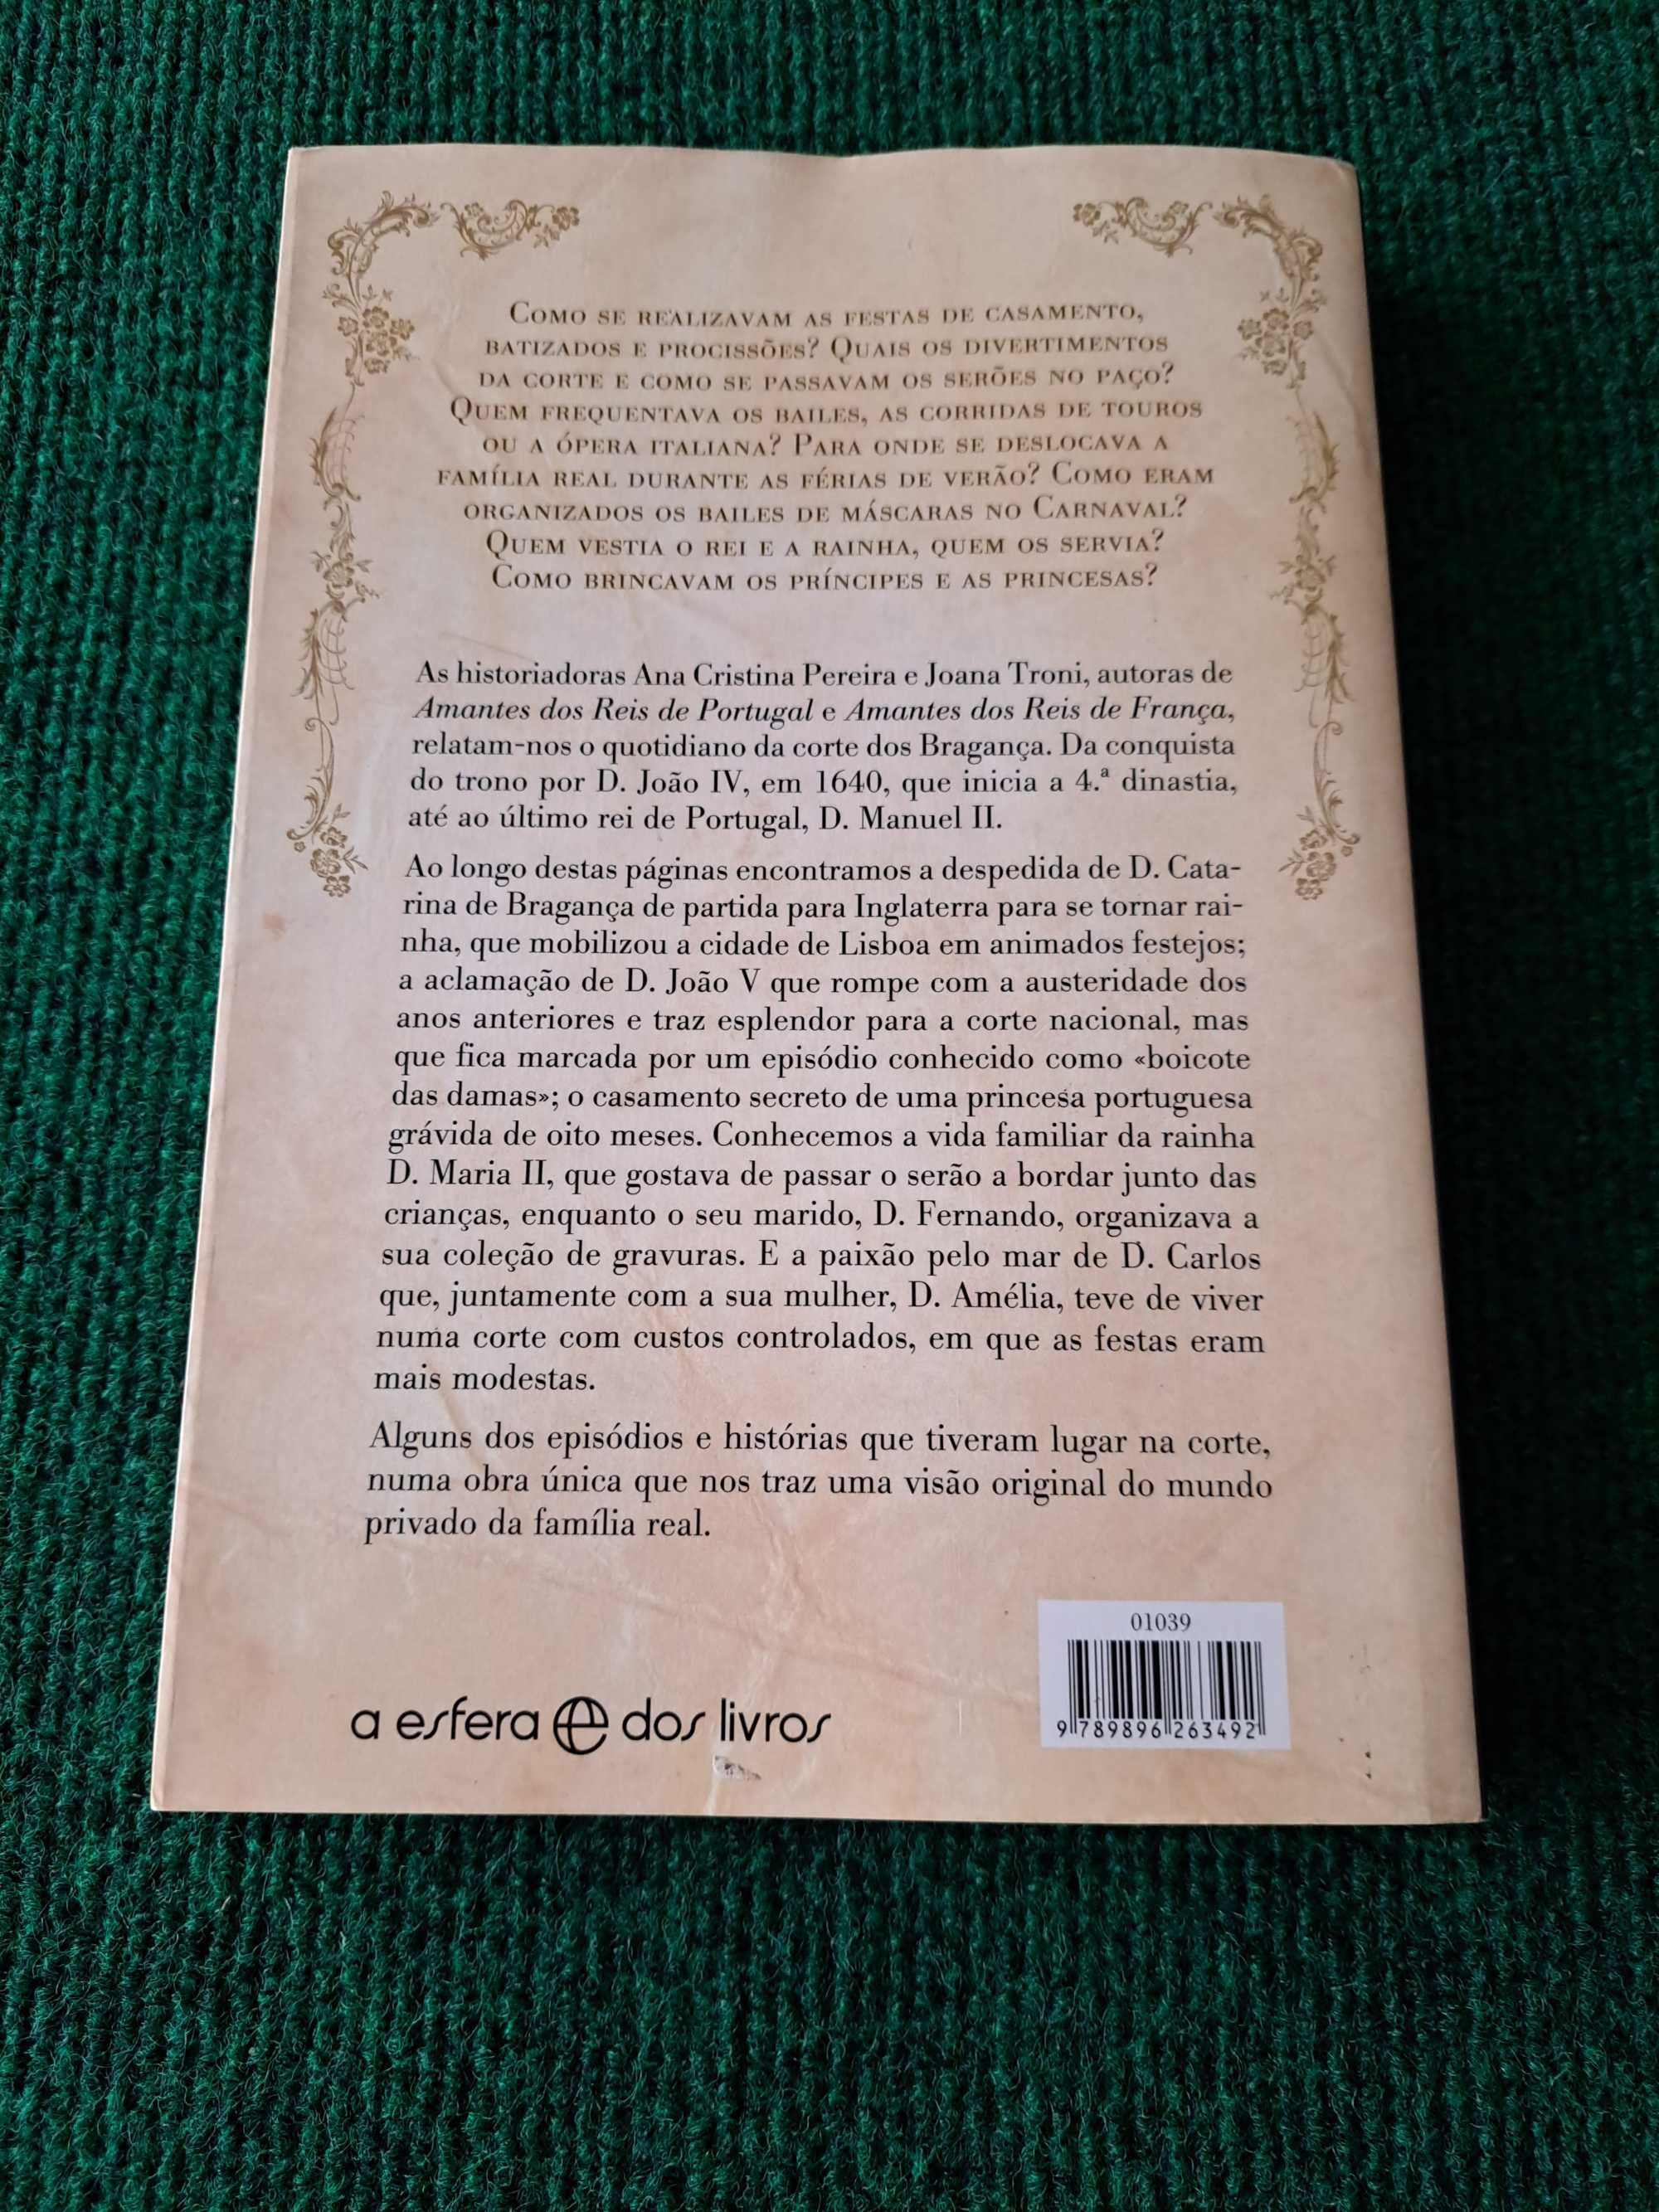 Como se realizavam as festas de casamento,
batizados e procissões? Quais os divertimentos
da corte e como se passavam os serões no paço?
Quem frequentava os bailes, as corridas de touros
ou a ópera italiana? Para onde se deslocava a
família real durante as férias de verão? Como eram
organizados os bailes de máscaras no Carnaval?
Quem vestia o rei e a rainha, quem os servia?
Como brincavam os príncipes e as princesas?
As historiadoras Ana Cristina Pereira e Joana Troni, autoras de
Amantes dos Reis de Portugal e Amantes dos Reis de França,
relatam-nos o quotidiano da corte dos Bragança. Da conquista
do trono por D. João IV, em 1640, que inicia a 4.ª dinastia,
até ao último rei de Portugal, D. Manuel II.
Ao longo destas páginas encontramos a despedida de D. Cata-
rina de Bragança de partida para Inglaterra para se tornar rai-
nha, que mobilizou a cidade de Lisboa em animados festejos;
a aclamação de D. João V que rompe com a austeridade dos
anos anteriores e traz esplendor para a corte nacional, mas
que fica marcada por um episódio conhecido como «boicote
das damas»; o casamento secreto de uma princesa portuguesa
grávida de oito meses. Conhecemos a vida familiar da rainha
D. Maria II, que gostava de passar o serão a bordar junto das
crianças, enquanto o seu marido, D. Fernando, organizava a
sua coleção de gravuras. E a paixão pelo mar de D. Carlos
que, juntamente com a sua mulher, D. Amélia, teve de viver
numa corte com custos controlados, em que as festas eram
mais modestas.
Alguns dos episódios e histórias que tiveram lugar na corte,
numa obra única que nos traz uma visão original do mundo
privado da família real.
01039
9 789896 263492
a esfera e dos livros